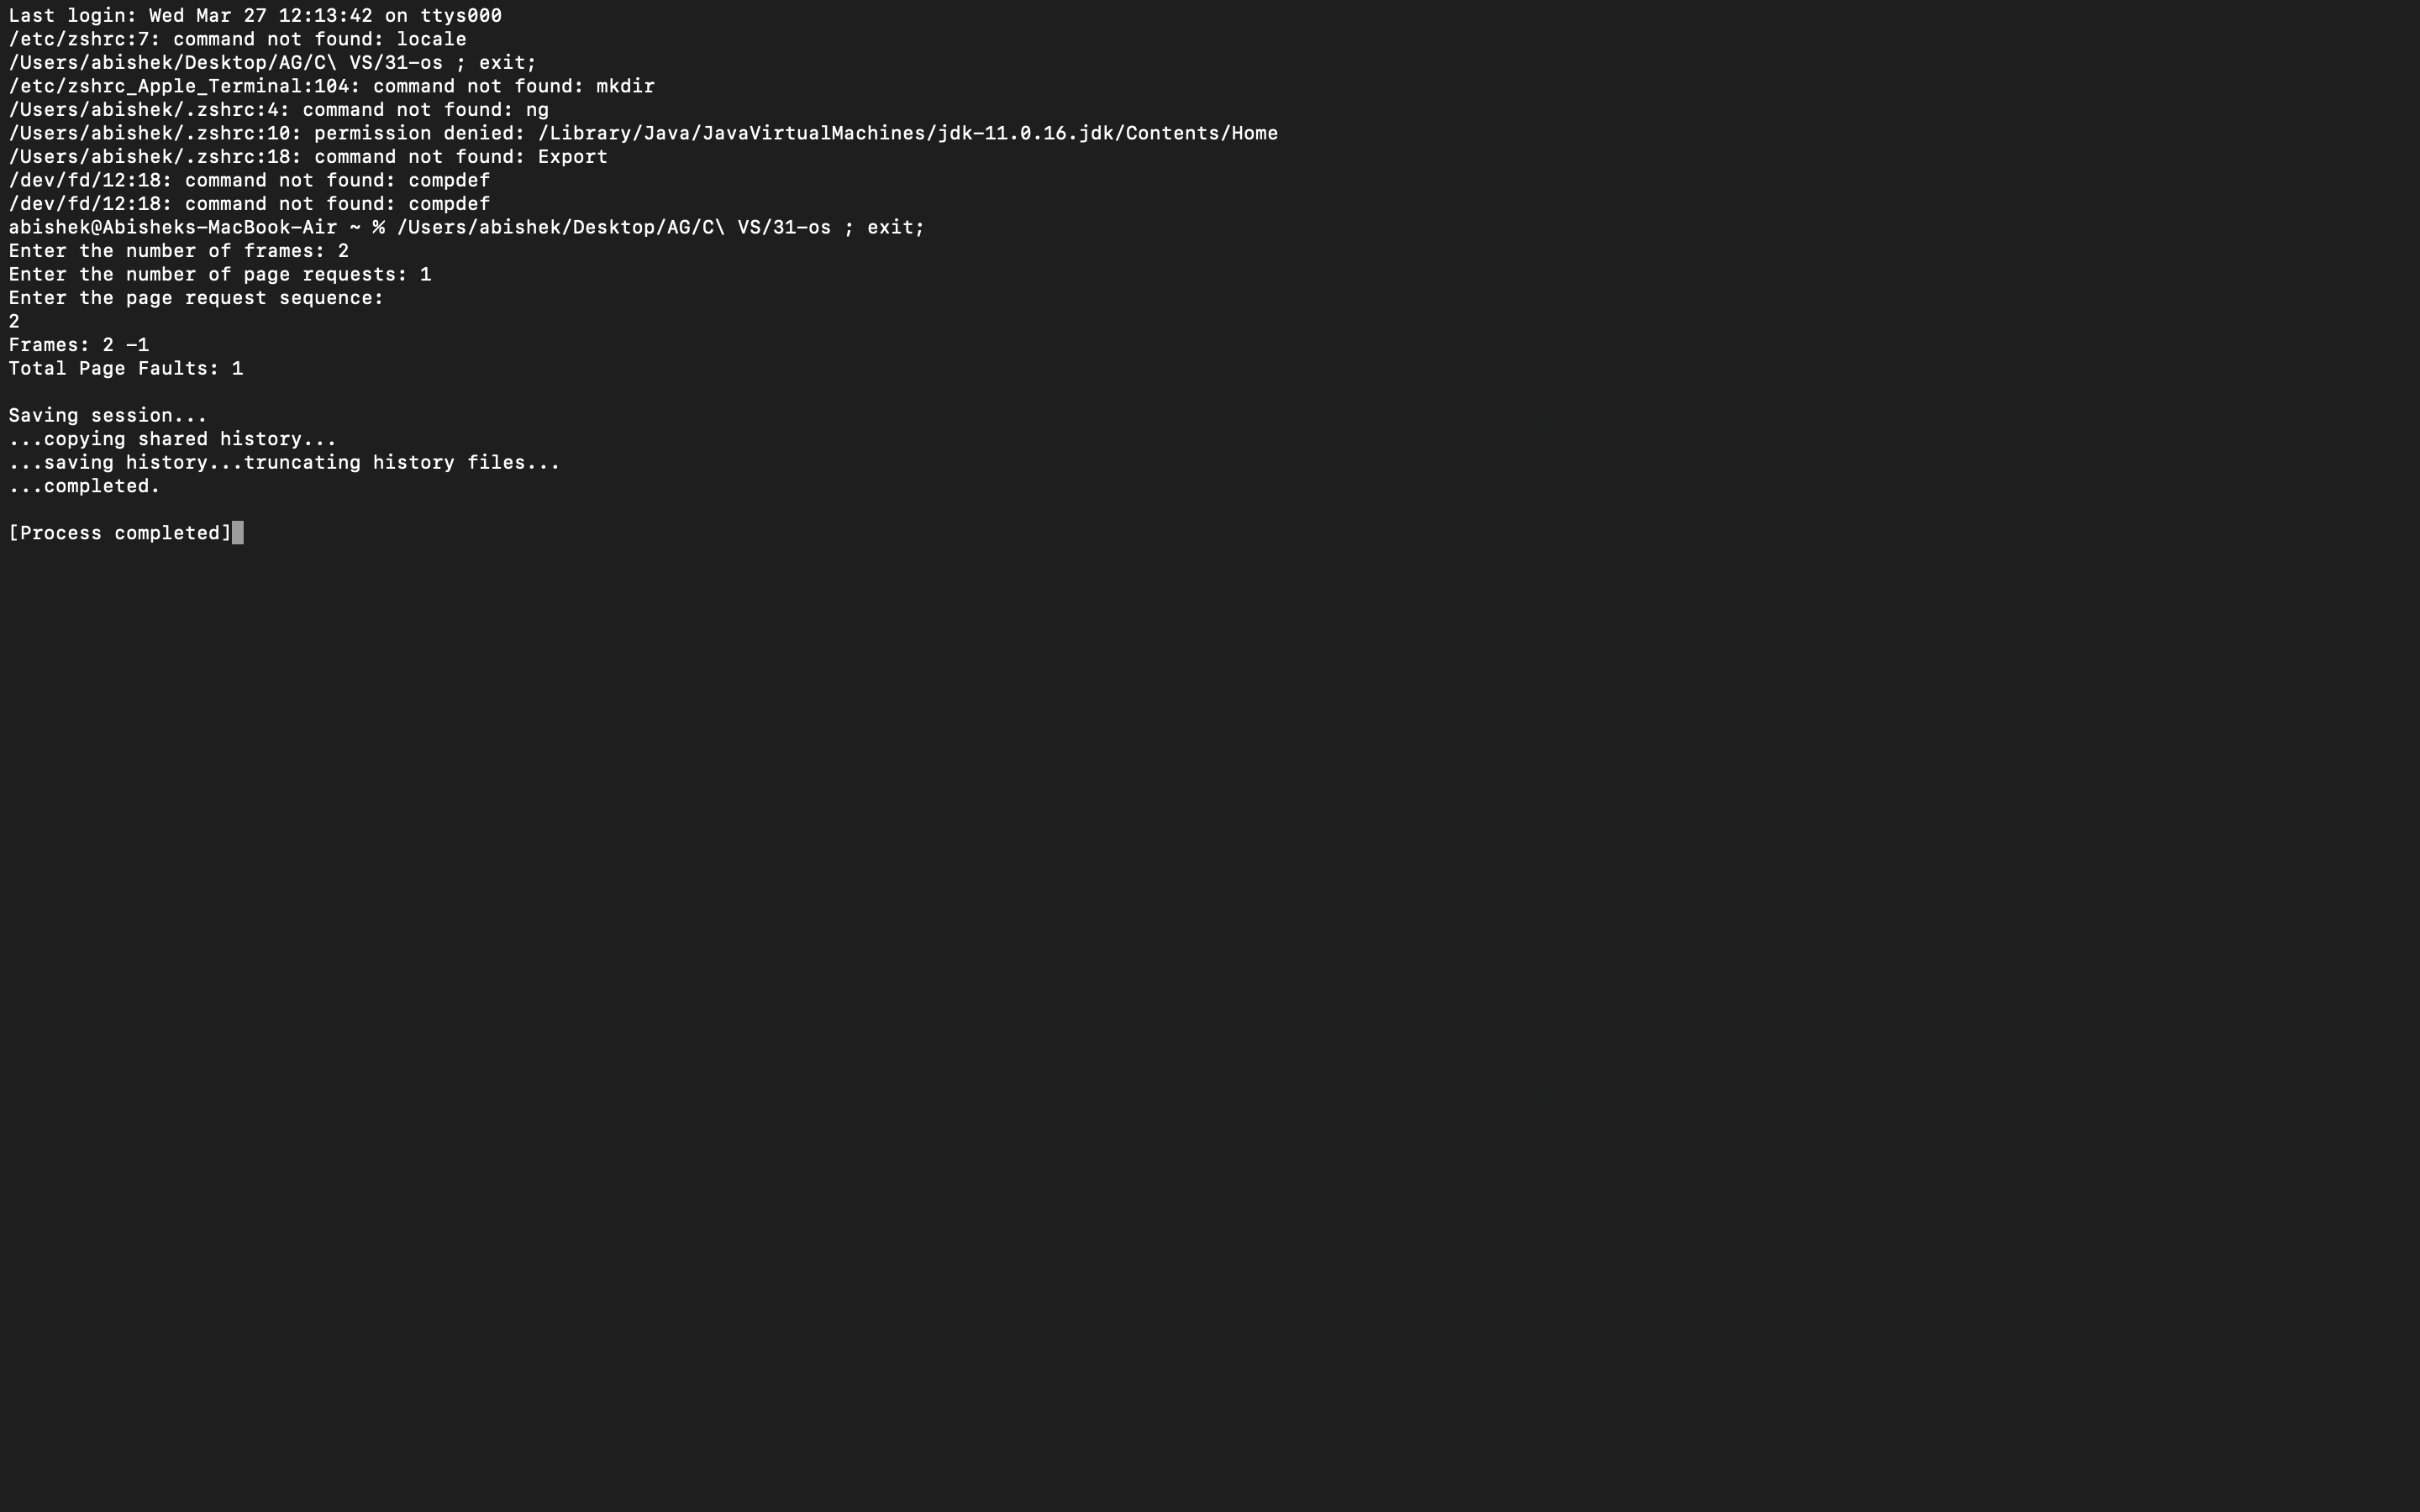 Last login: Wed Mar 27 12:13:42 on ttys000
/etc/zshrc:7: command not found: locale
/Users/abishek/Desktop/AG/C\ VS/31-os ; exit;
/etc/zshrc_Apple_Terminal:104: command not found: mkdir
/Users/abishek/.zshrc:4: command not found: ng
/Users/abishek/.zshrc:10: permission denied: /Library/Java/JavaVirtualMachines/jdk-11.0.16.jdk/Contents/Home
/Users/abishek/.zshrc:18: command not found: Export
/dev/fd/12:18: command not found: compdef
/dev/fd/12:18: command not found: compdef
abishek@Abisheks-MacBook-Air ~ % /Users/abishek/Desktop/AG/C\ VS/31-os ; exit;
Enter the number of frames: 2
Enter the number of page requests: 1
Enter the page request sequence:
2
Frames: 2 -1
Total Page Faults: 1
Saving session...
...copying shared history...
...saving history...truncating history files...
...completed.
[Process completed]